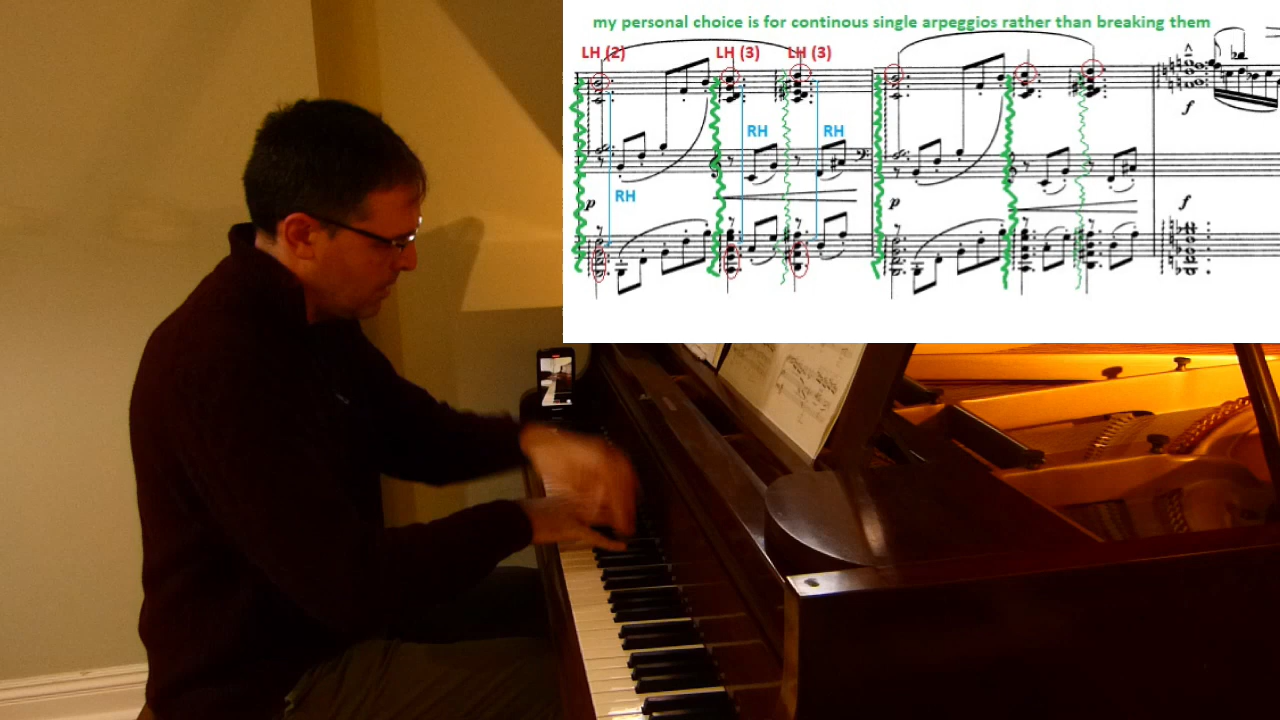 my personal choice is for continous single arpeggios rather than breaking them
LH (2) LH (3) LH (3)
RH RH
RH
p p f
f